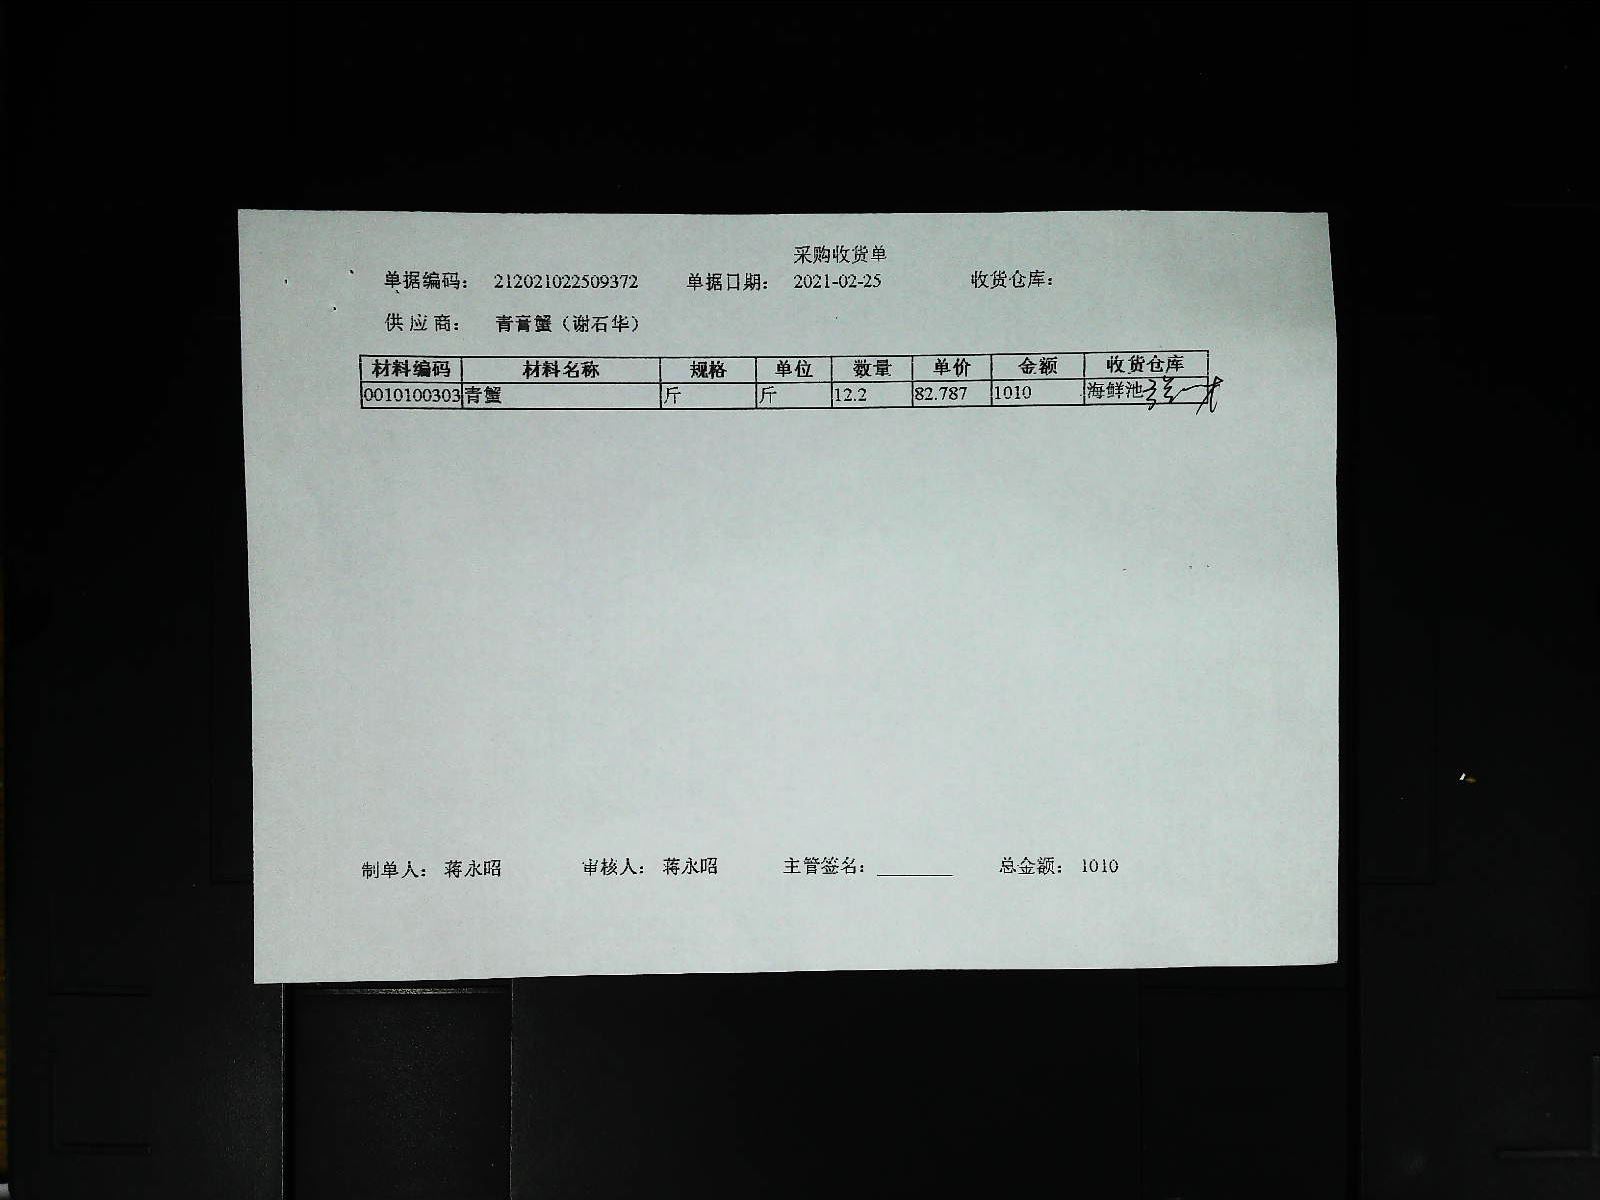 采购收货单
单据编码： 212021022509372 单据日期： 2021-02-25 收货仓库：
供应商： 青膏蟹（谢石华）
材料编码 材料名称 规格 单位 数量 单价 金额 收货仓库
0010100303 青蟹 斤 斤 12.2 82.787 1010 海鲜池
制单人： 蒋永昭 审核人： 蒋永昭 主管签名：________ 总金额： 1010